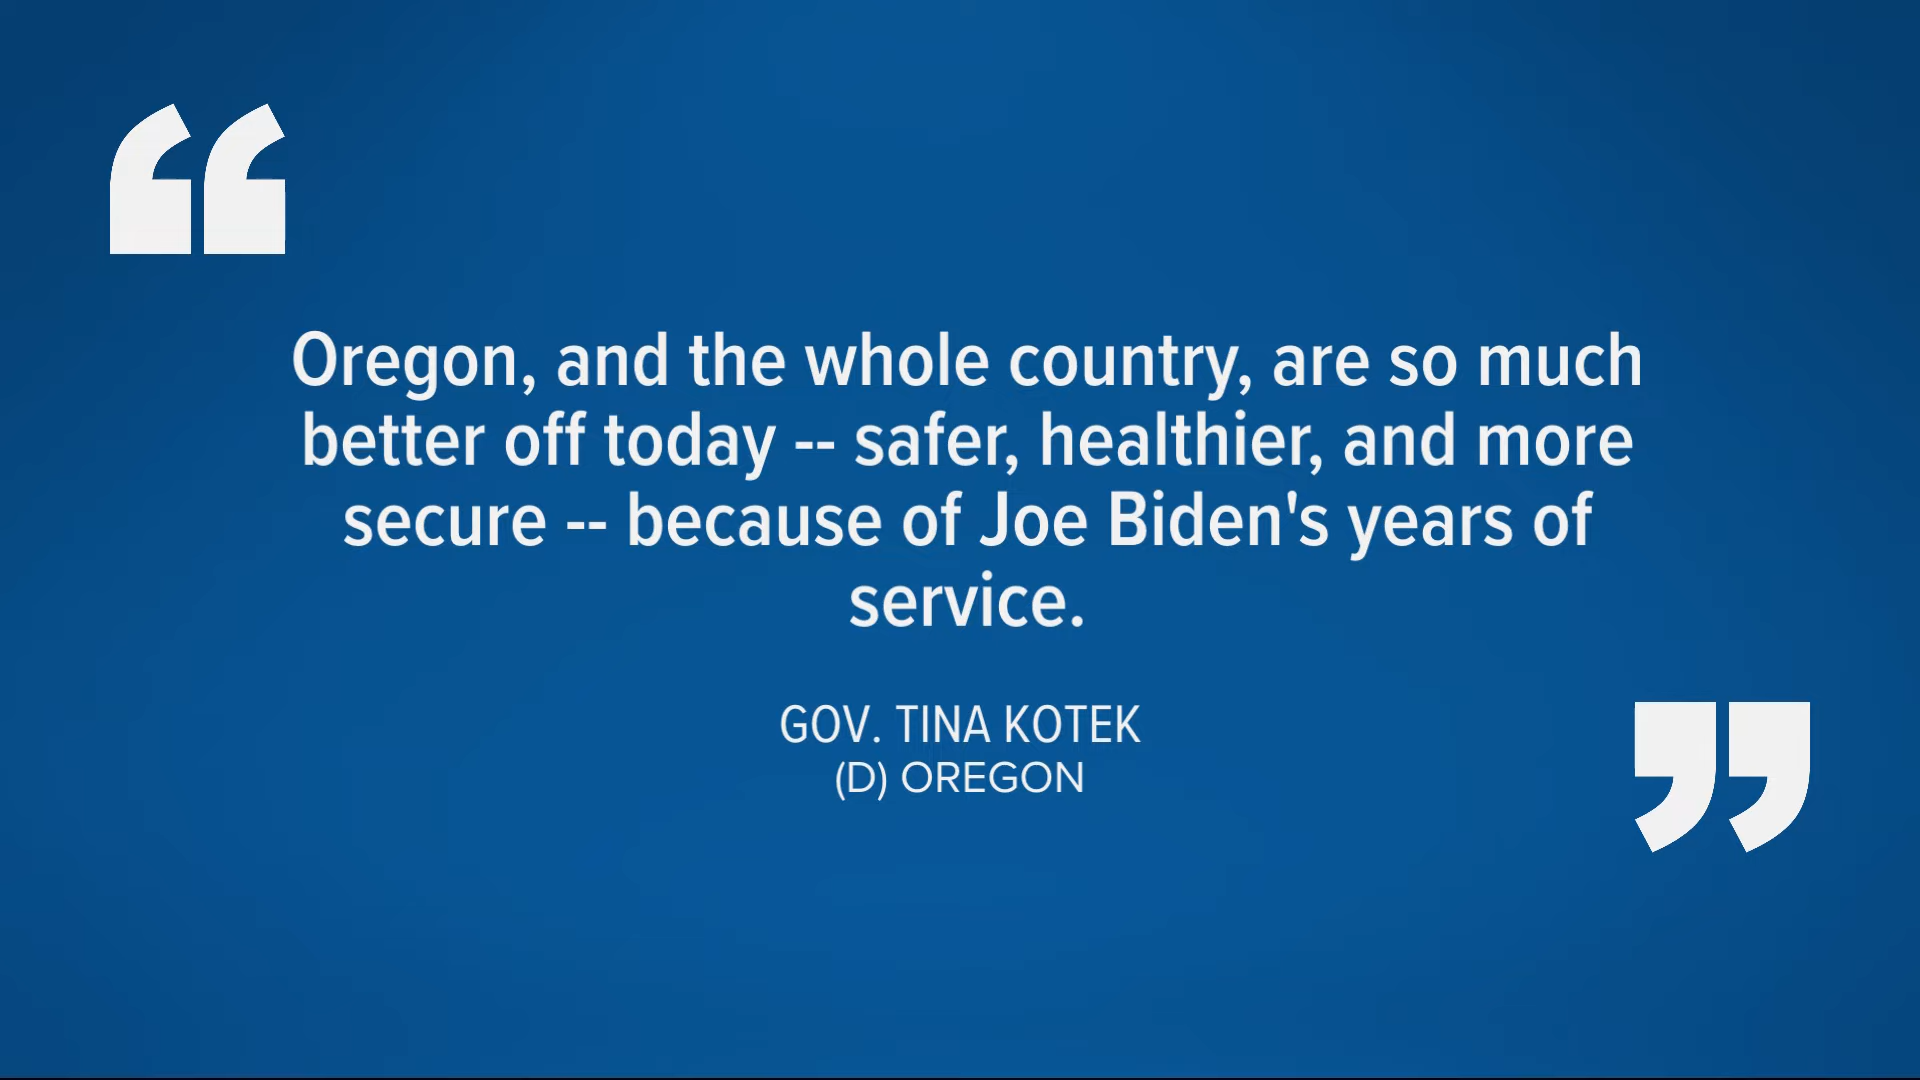 “
Oregon, and the whole country, are so much
better off today -- safer, healthier, and more
secure -- because of Joe Biden's years of
service.
GOV. TINA KOTEK
(D) OREGON
”